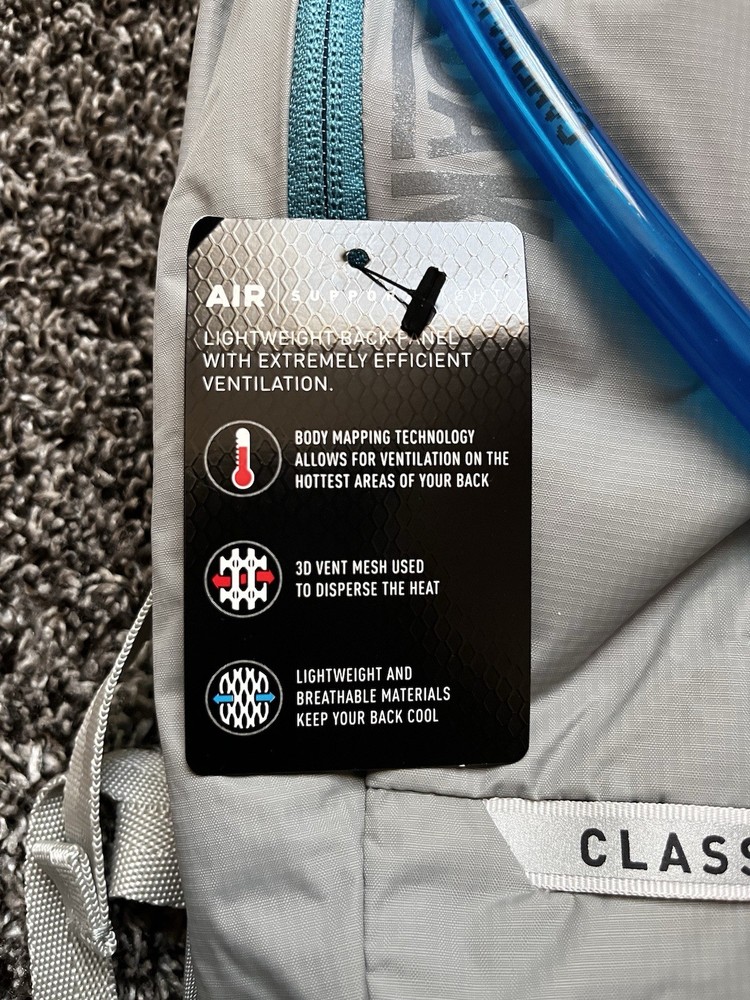 CAMELBAK
AIR | SUPPORT
LIGHTWEIGHT BACK PANEL
WITH EXTREMELY EFFICIENT
VENTILATION.
BODY MAPPING TECHNOLOGY
ALLOWS FOR VENTILATION ON THE
HOTTEST AREAS OF YOUR BACK
3D VENT MESH USED
TO DISPERSE THE HEAT
LIGHTWEIGHT AND
BREATHABLE MATERIALS
KEEP YOUR BACK COOL
CLASS